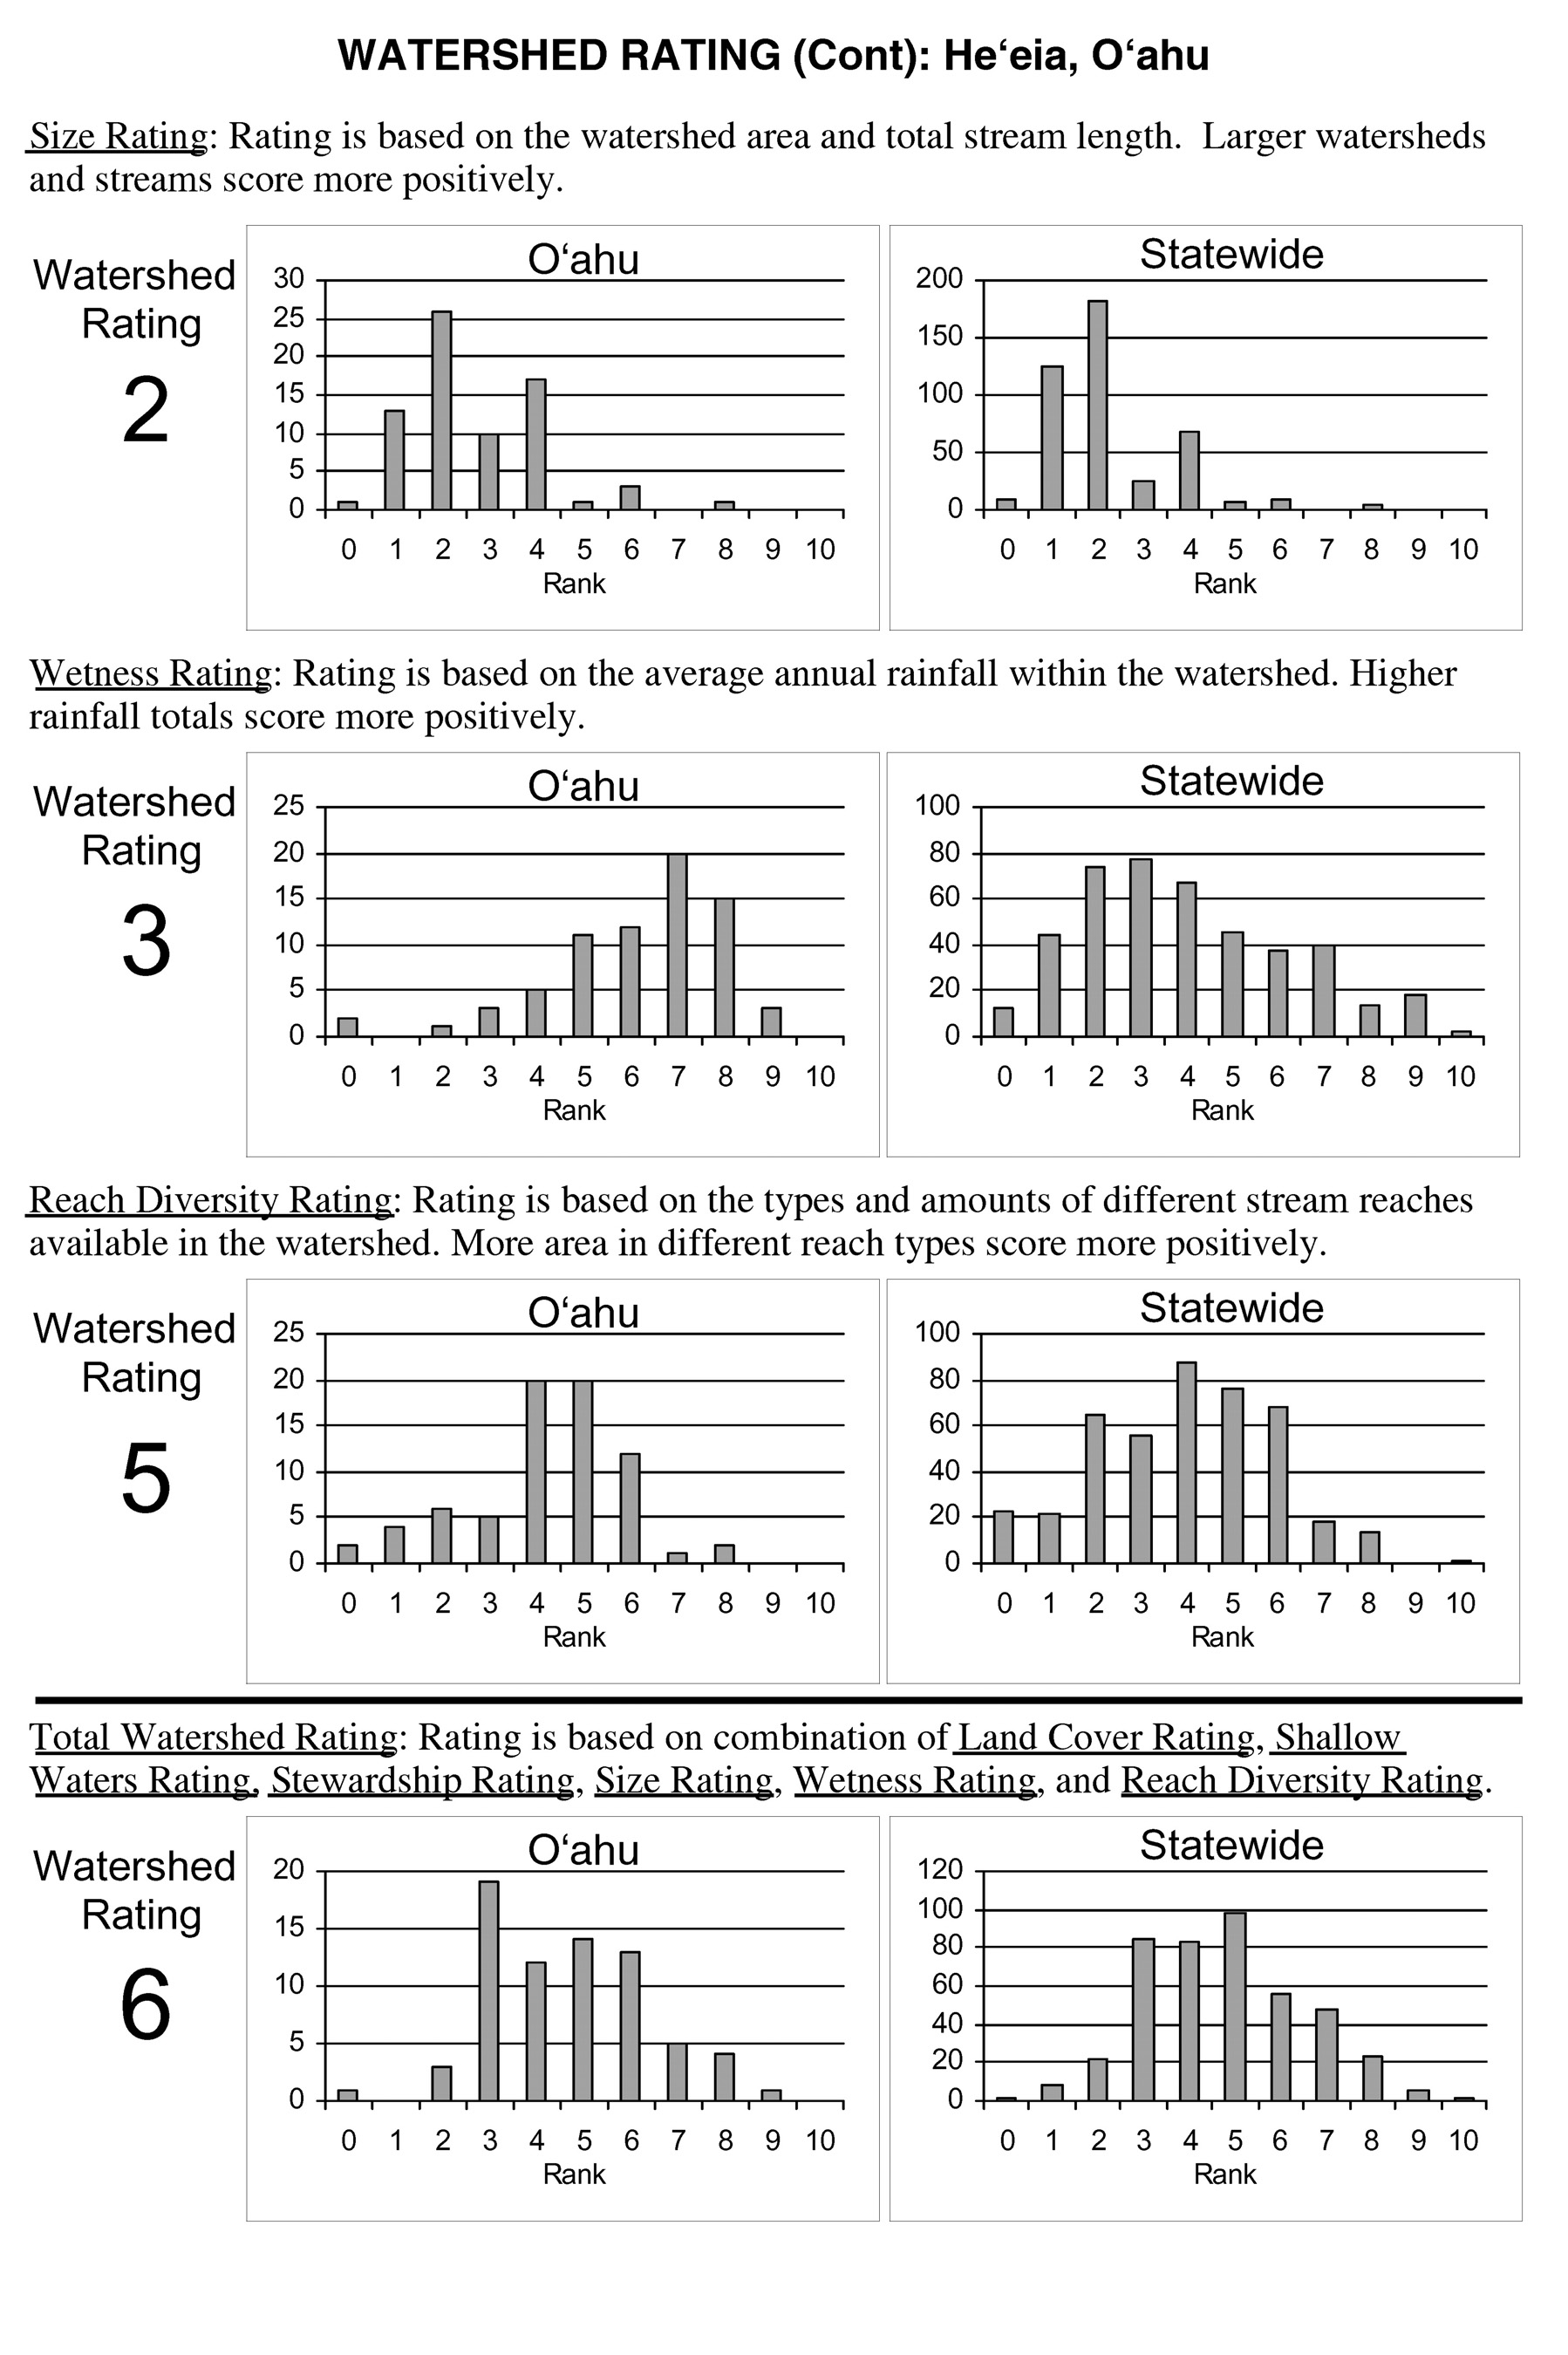 WATERSHED RATING (Cont): Heʻeia, Oʻahu
Size Rating: Rating is based on the watershed area and total stream length.  Larger watersheds
and streams score more positively.
Watershed
Rating
2
Oʻahu
30
25
20
15
10
5
0
0 1 2 3 4 5 6 7 8 9 10
Rank
Statewide
200
150
100
50
0
0 1 2 3 4 5 6 7 8 9 10
Rank
Wetness Rating: Rating is based on the average annual rainfall within the watershed. Higher
rainfall totals score more positively.
Watershed
Rating
3
Oʻahu
25
20
15
10
5
0
0 1 2 3 4 5 6 7 8 9 10
Rank
Statewide
100
80
60
40
20
0
0 1 2 3 4 5 6 7 8 9 10
Rank
Reach Diversity Rating: Rating is based on the types and amounts of different stream reaches
available in the watershed. More area in different reach types score more positively.
Watershed
Rating
5
Oʻahu
25
20
15
10
5
0
0 1 2 3 4 5 6 7 8 9 10
Rank
Statewide
100
80
60
40
20
0
0 1 2 3 4 5 6 7 8 9 10
Rank
Total Watershed Rating: Rating is based on combination of Land Cover Rating, Shallow
Waters Rating, Stewardship Rating, Size Rating, Wetness Rating, and Reach Diversity Rating.
Watershed
Rating
6
Oʻahu
20
15
10
5
0
0 1 2 3 4 5 6 7 8 9 10
Rank
Statewide
120
100
80
60
40
20
0
0 1 2 3 4 5 6 7 8 9 10
Rank